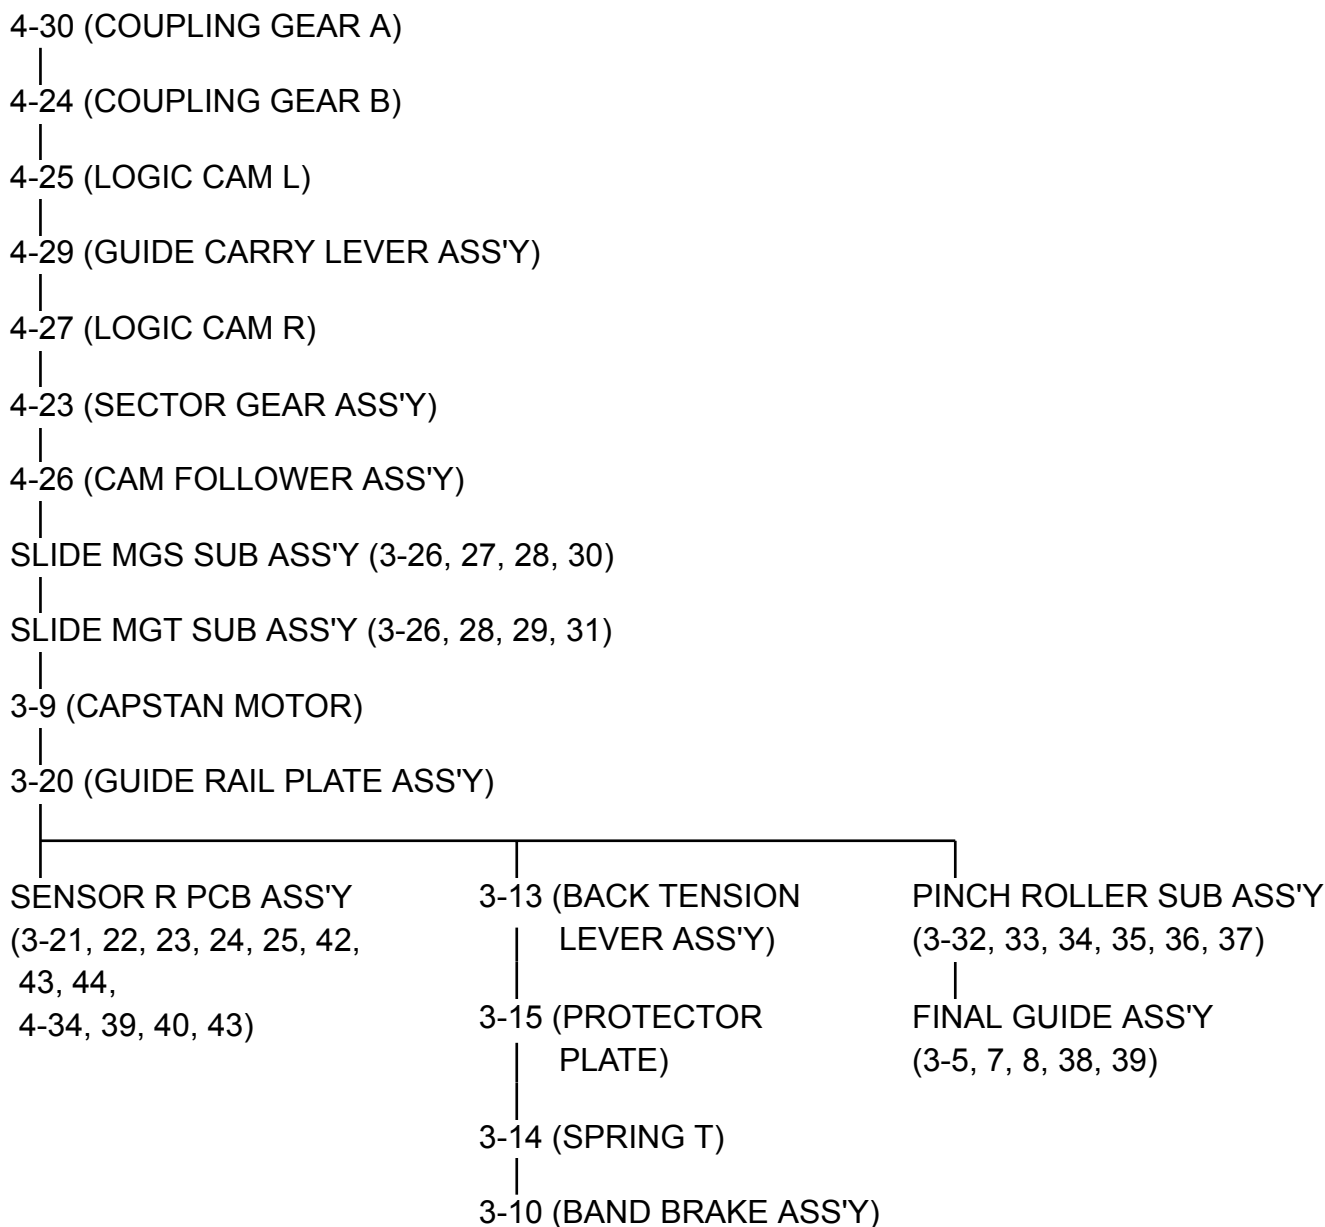 4-30 (COUPLING GEAR A)
4-24 (COUPLING GEAR B)
4-25 (LOGIC CAM L)
4-29 (GUIDE CARRY LEVER ASS'Y)
4-27 (LOGIC CAM R)
4-23 (SECTOR GEAR ASS'Y)
4-26 (CAM FOLLOWER ASS'Y)
SLIDE MGS SUB ASS'Y (3-26, 27, 28, 30)
SLIDE MGT SUB ASS'Y (3-26, 28, 29, 31)
3-9 (CAPSTAN MOTOR)
3-20 (GUIDE RAIL PLATE ASS'Y)
SENSOR R PCB ASS'Y
(3-21, 22, 23, 24, 25, 42,
43, 44,
4-34, 39, 40, 43)
3-13 (BACK TENSION
LEVER ASS'Y)
3-15 (PROTECTOR
PLATE)
3-14 (SPRING T)
3-10 (BAND BRAKE ASS'Y)
PINCH ROLLER SUB ASS'Y
(3-32, 33, 34, 35, 36, 37)
FINAL GUIDE ASS'Y
(3-5, 7, 8, 38, 39)